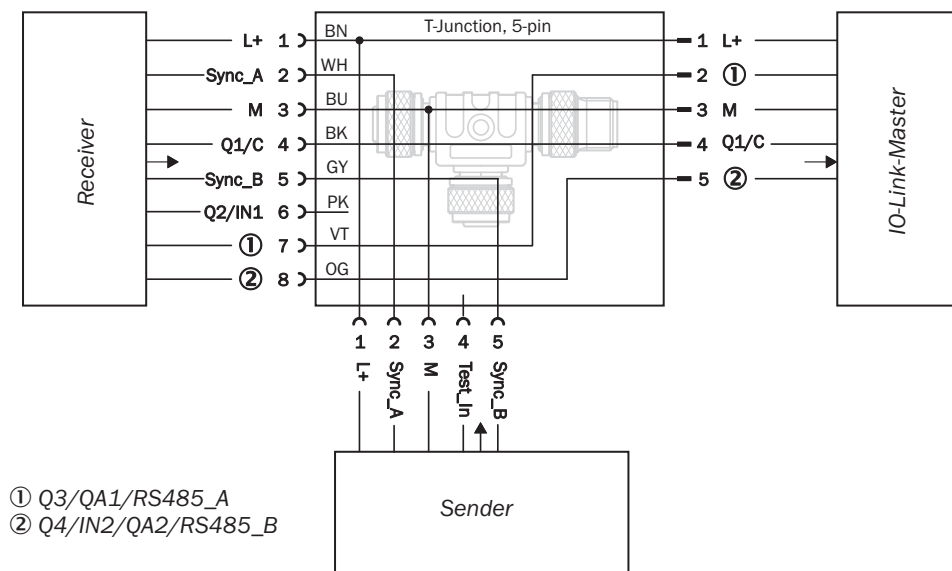 T-Junction, 5-pin
Receiver
L+ 1 BN
Sync_A 2 WH
M 3 BU
Q1/C 4 BK
Sync_B 5 GY
Q2/IN1 6 PK
① 7 VT
② 8 OG
1 L+
2 ①
3 M
4 Q1/C
5 ②
IO-Link-Master
1 2 3 4 5
L+
Sync_A
M
Test_In
Sync_B
Sender
① Q3/QA1/RS485_A
② Q4/IN2/QA2/RS485_B